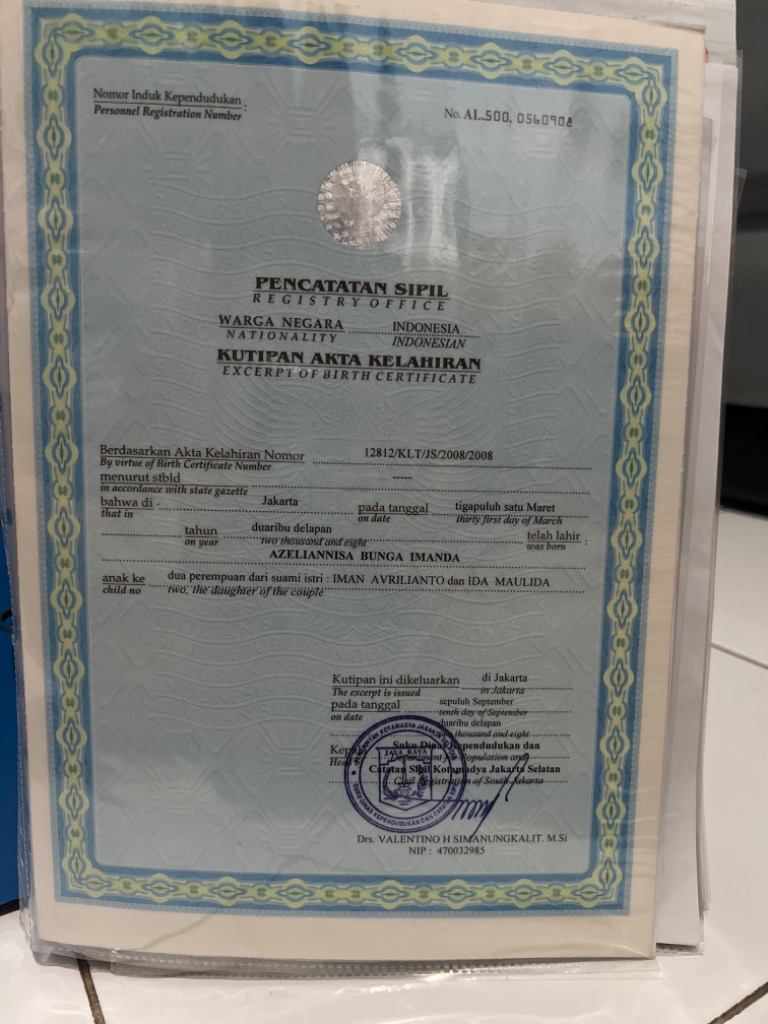 Nomor Induk Kependudukan :
Personnel Registration Number
No. AL.500. 0560908
PENCATATAN SIPIL
REGISTRY OFFICE
WARGA NEGARA INDONESIA
NATIONALITY INDONESIAN
KUTIPAN AKTA KELAHIRAN
EXCERPT OF BIRTH CERTIFICATE
Berdasarkan Akta Kelahiran Nomor 12812/KLT/JS/2008/2008
By virtue of Birth Certificate Number
menurut stbld -----
in accordance with state gazette
bahwa di Jakarta pada tanggal tigapuluh satu Maret
that in on date thirty first day of March
tahun duaribu delapan telah lahir :
on year two thousand and eight was born
AZELIANNISA BUNGA IMANDA
anak ke dua perempuan dari suami istri : IMAN AVRILIANTO dan IDA MAULIDA
child no two, the daughter of the couple
Kutipan ini dikeluarkan di Jakarta
The excerpt is issued in Jakarta
pada tanggal sepuluh September
on date tenth day of September
duaribu delapan
two thousand and eight
Suku Dinas Kependudukan dan
Department for Population and
Catatan Sipil Kotamadya Jakarta Selatan
Civil Registration of South Jakarta
JAYA RAYA
Drs. VALENTINO H SIMANUNGKALIT. M.Si
NIP : 470032985